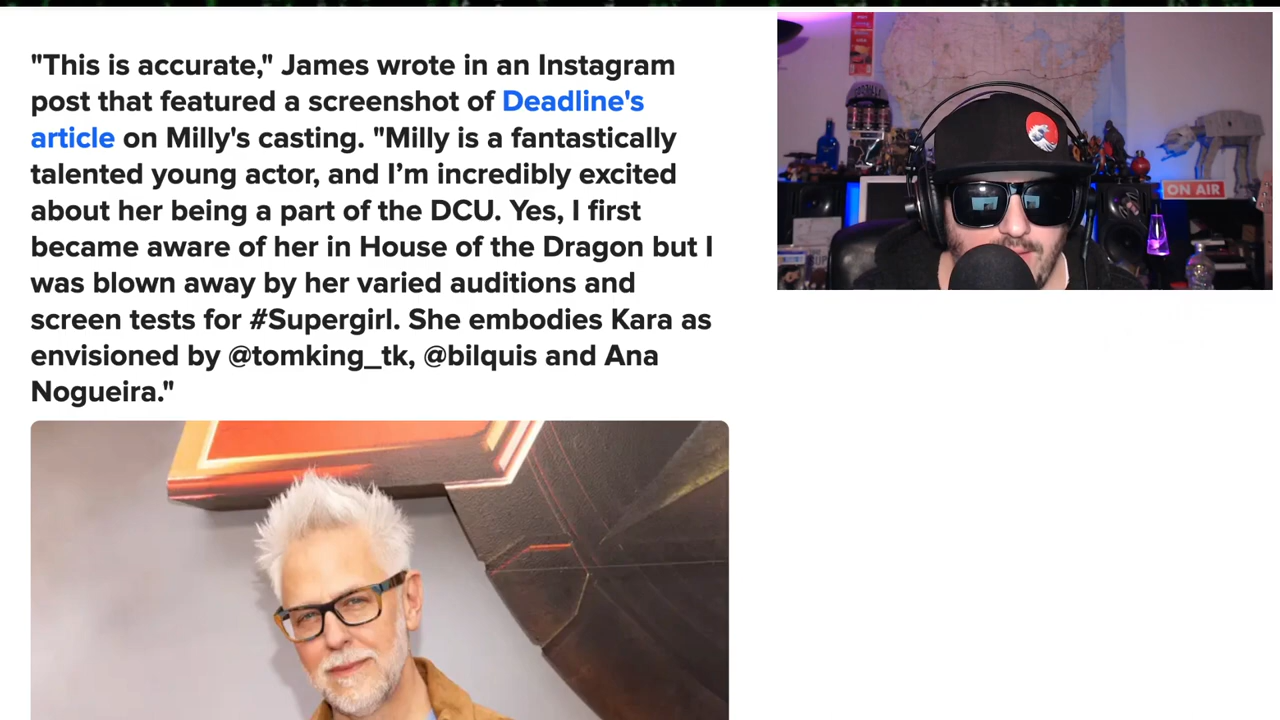 "This is accurate," James wrote in an Instagram
post that featured a screenshot of Deadline's
article on Milly's casting. "Milly is a fantastically
talented young actor, and I’m incredibly excited
about her being a part of the DCU. Yes, I first
became aware of her in House of the Dragon but I
was blown away by her varied auditions and
screen tests for #Supergirl. She embodies Kara as
envisioned by @tomking_tk, @bilquis and Ana
Nogueira."
ON AIR